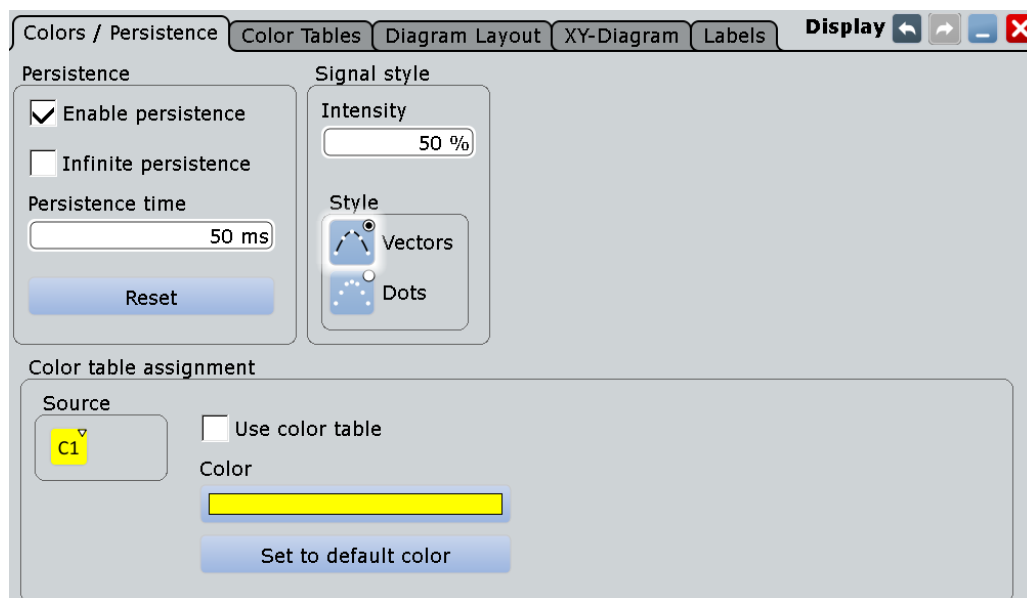 Colors / Persistence Color Tables Diagram Layout XY-Diagram Labels Display
Persistence
Enable persistence
Infinite persistence
Persistence time
50 ms
Reset
Signal style
Intensity
50 %
Style
Vectors
Dots
Color table assignment
Source
C1
Use color table
Color
Set to default color